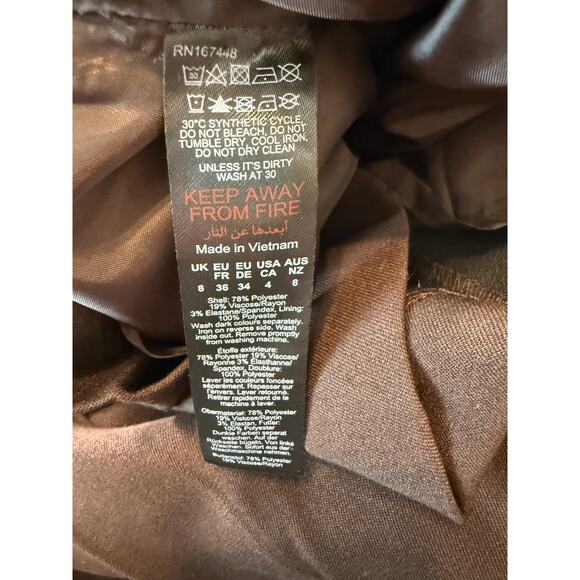 RN167448
30°C SYNTHETIC CYCLE,
DO NOT BLEACH, DO NOT
TUMBLE DRY, COOL IRON,
DO NOT DRY CLEAN
UNLESS IT'S DIRTY
WASH AT 30
KEEP AWAY
FROM FIRE
أبعدها عن النار
Made in Vietnam
UK EU EU USA AUS
FR DE CA NZ
8 36 34 4 8
Shell: 78% Polyester
19% Viscose/Rayon
3% Elastane/Spandex, Lining:
100% Polyester
Wash dark colours separately.
Iron on reverse side. Wash
inside out. Remove promptly
from washing machine.
Étoffe extérieure:
78% Polyester 19% Viscose/
Rayonne 3% Elasthanne/
Spandex, Doublure:
100% Polyester
Laver les couleurs foncées
séparément. Repasser sur
l'envers. Laver retourné.
Retirer rapidement de la
machine à laver.
Obermaterial: 78% Polyester
19% Viskose/Rayon
3% Elastan, Futter:
100% Polyester
Dunkle Farben separat
waschen. Auf der
Rückseite bügeln. Von links
waschen. Sofort aus der
Waschmaschine nehmen.
19% Viscose/Rayon